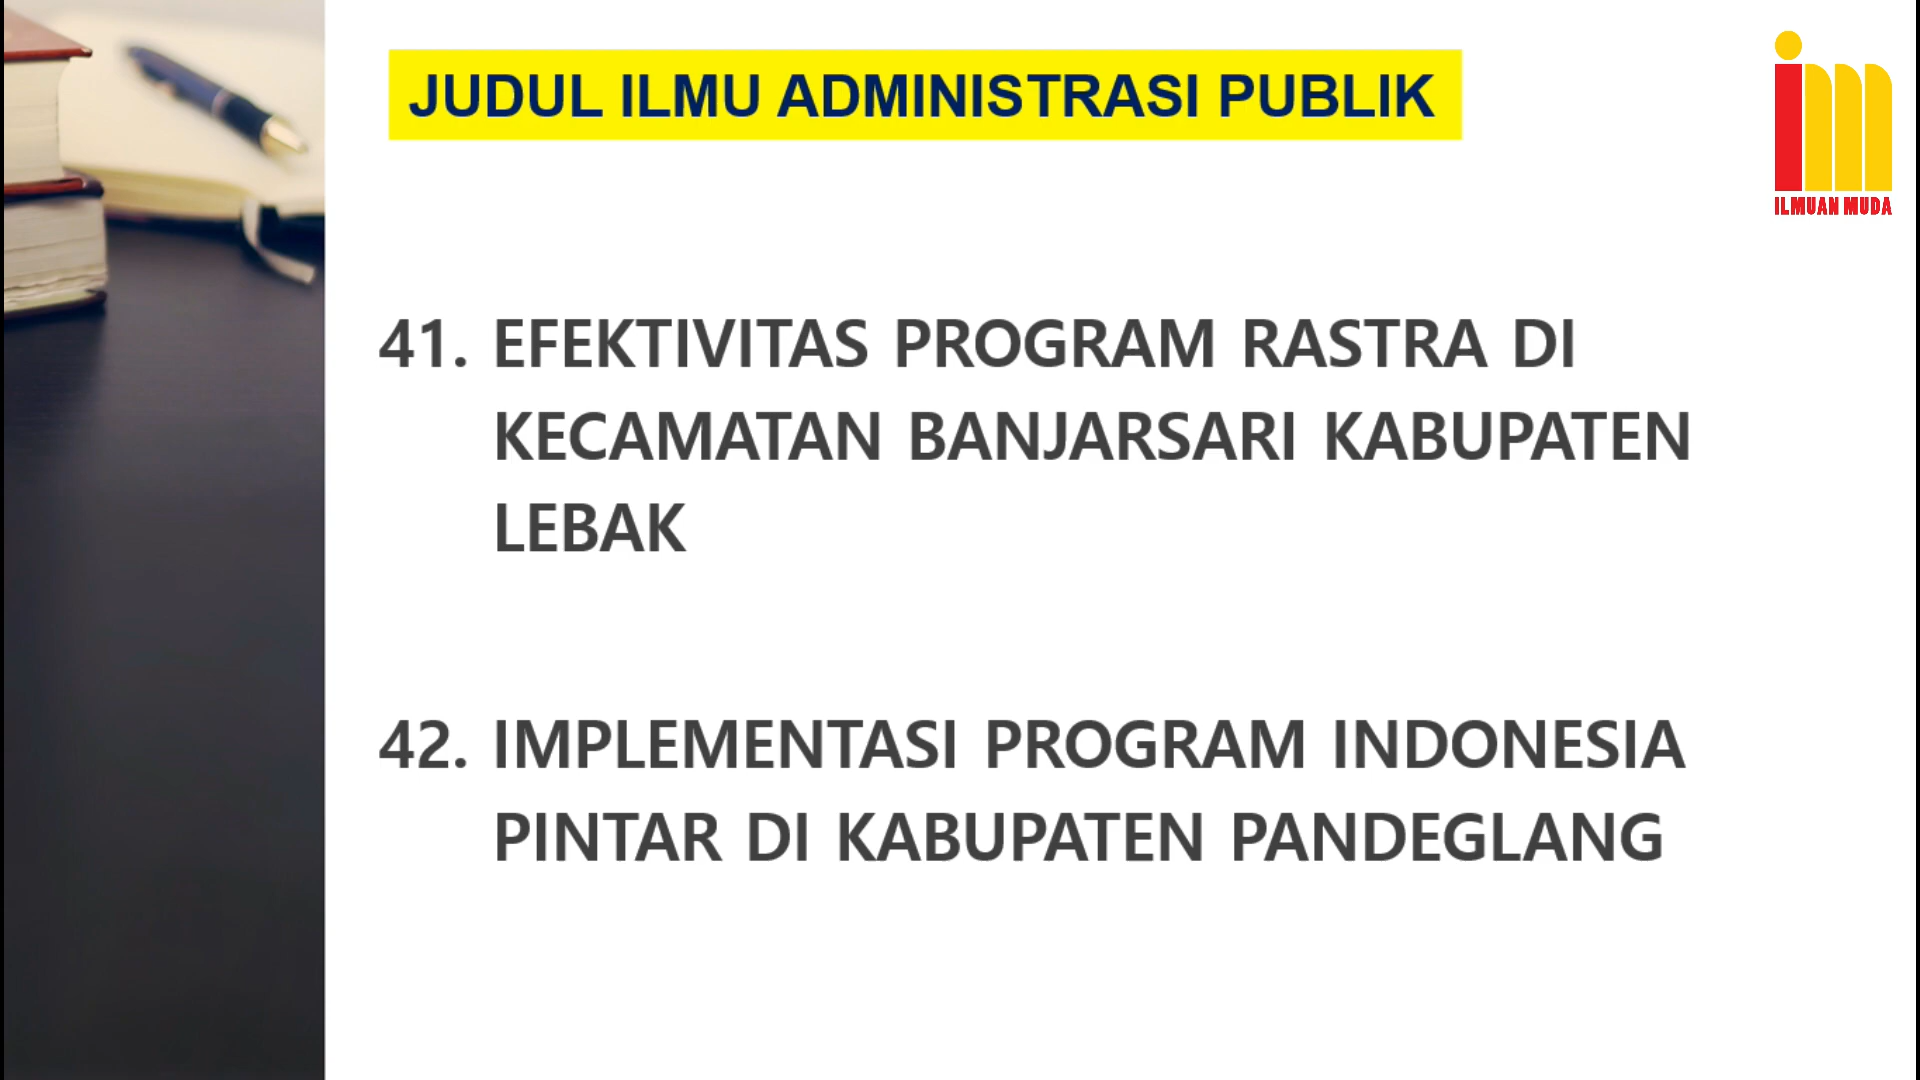 JUDUL ILMU ADMINISTRASI PUBLIK
ILMUAN MUDA
41. EFEKTIVITAS PROGRAM RASTRA DI
KECAMATAN BANJARSARI KABUPATEN
LEBAK
42. IMPLEMENTASI PROGRAM INDONESIA
PINTAR DI KABUPATEN PANDEGLANG